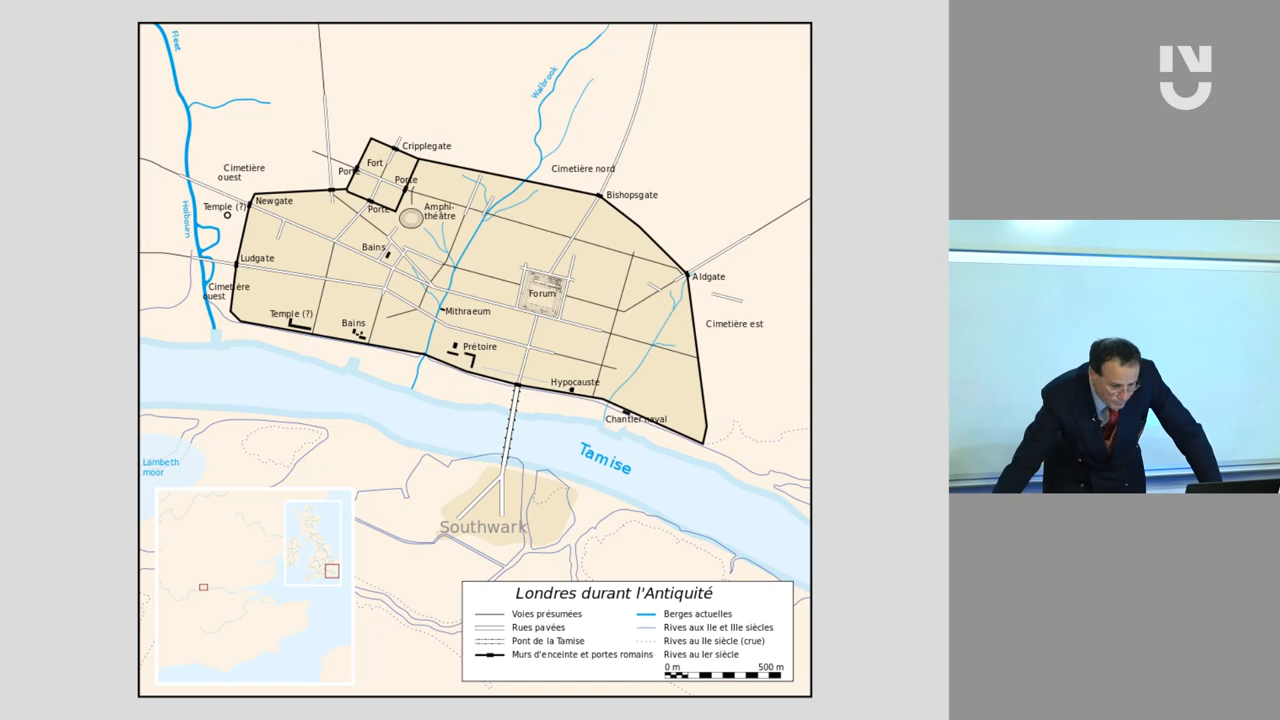 Fleet
Walbrook
Cripplegate
Fort
Porte
Cimetière
ouest
Cimetière nord
Porte
Bishopsgate
Newgate
Temple (?)
Porte
Amphi-
théâtre
Holbourn
Bains
Ludgate
Aldgate
Cimetière
ouest
Forum
Temple (?)
Mithraeum
Bains
Cimetière est
Prétoire
Hypocauste
Chantier naval
Tamise
Lambeth
moor
Southwark
Londres durant l'Antiquité
Voies présumées
Rues pavées
Pont de la Tamise
Murs d'enceinte et portes romains
Berges actuelles
Rives aux IIe et IIIe siècles
Rives au IIe siècle (crue)
Rives au Ier siècle
0 m 500 m